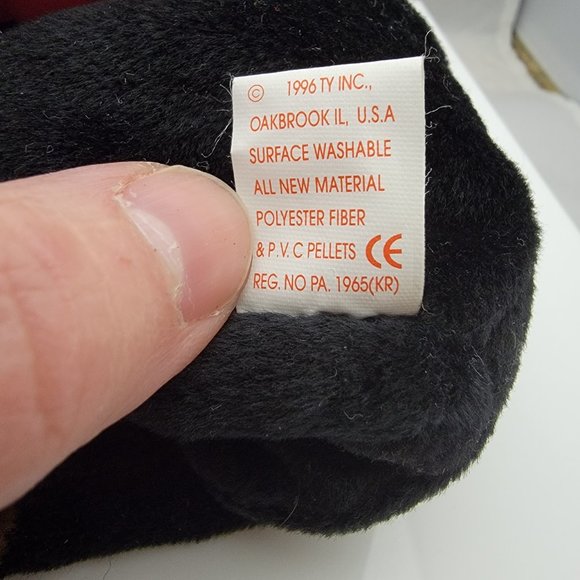 © 1996 TY INC.,
OAKBROOK IL, U.S.A
SURFACE WASHABLE
ALL NEW MATERIAL
POLYESTER FIBER
& P.V.C PELLETS CE
REG. NO PA. 1965(KR)